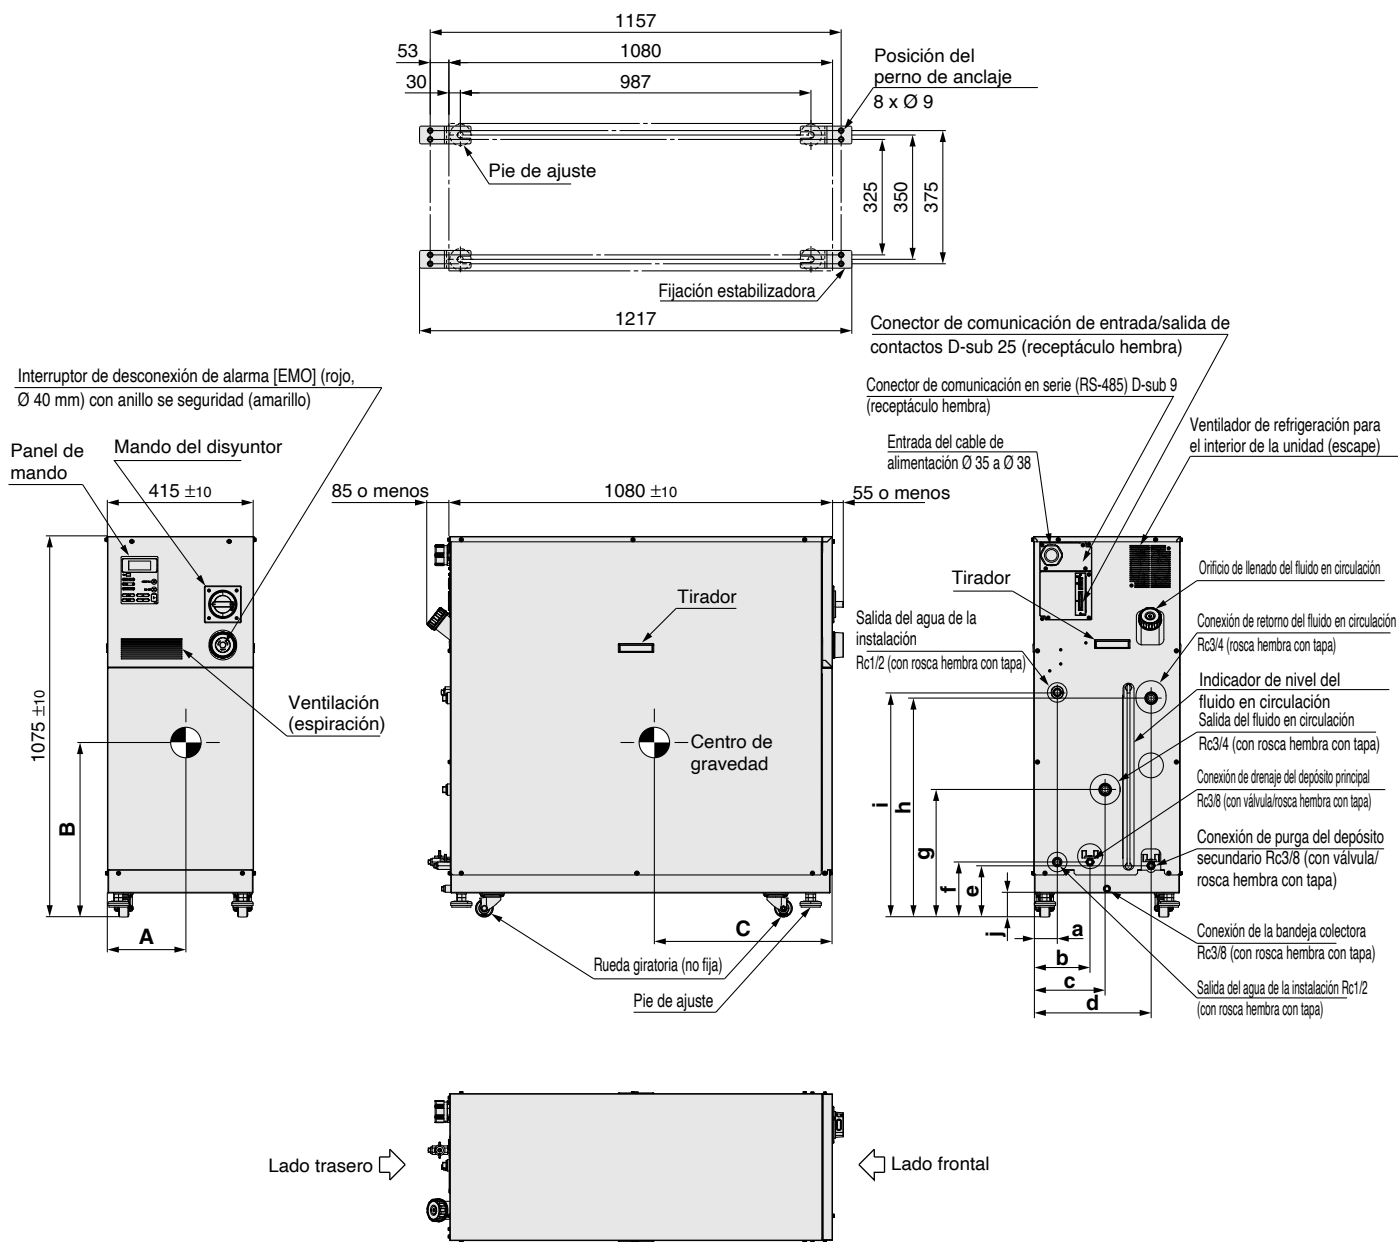 1157
53
1080
30
987
Posición del
perno de anclaje
8 x Ø 9
Pie de ajuste
325
350
375
Fijación estabilizadora
1217
Conector de comunicación de entrada/salida de
contactos D-sub 25 (receptáculo hembra)
Interruptor de desconexión de alarma [EMO] (rojo,
Ø 40 mm) con anillo se seguridad (amarillo)
Conector de comunicación en serie (RS-485) D-sub 9
(receptáculo hembra)
Ventilador de refrigeración para
el interior de la unidad (escape)
Entrada del cable de
alimentación Ø 35 a Ø 38
Panel de
mando
Mando del disyuntor
415 ±10
85 o menos
1080 ±10
55 o menos
Orificio de llenado del fluido en circulación
Tirador
Tirador
Salida del agua de la
instalación
Rc1/2 (con rosca hembra con tapa)
Conexión de retorno del fluido en circulación
Rc3/4 (rosca hembra con tapa)
Indicador de nivel del
fluido en circulación
Salida del fluido en circulación
Rc3/4 (con rosca hembra con tapa)
Ventilación
(espiración)
1075 ±10
Centro de
gravedad
Conexión de drenaje del depósito principal
Rc3/8 (con válvula/rosca hembra con tapa)
Conexión de purga del depósito
secundario Rc3/8 (con válvula/
rosca hembra con tapa)
B
i
h
g
f
e
j
A
C
a
b
c
d
Conexión de la bandeja colectora
Rc3/8 (con rosca hembra con tapa)
Rueda giratoria (no fija)
Pie de ajuste
Salida del agua de la instalación Rc1/2
(con rosca hembra con tapa)
Lado trasero
Lado frontal